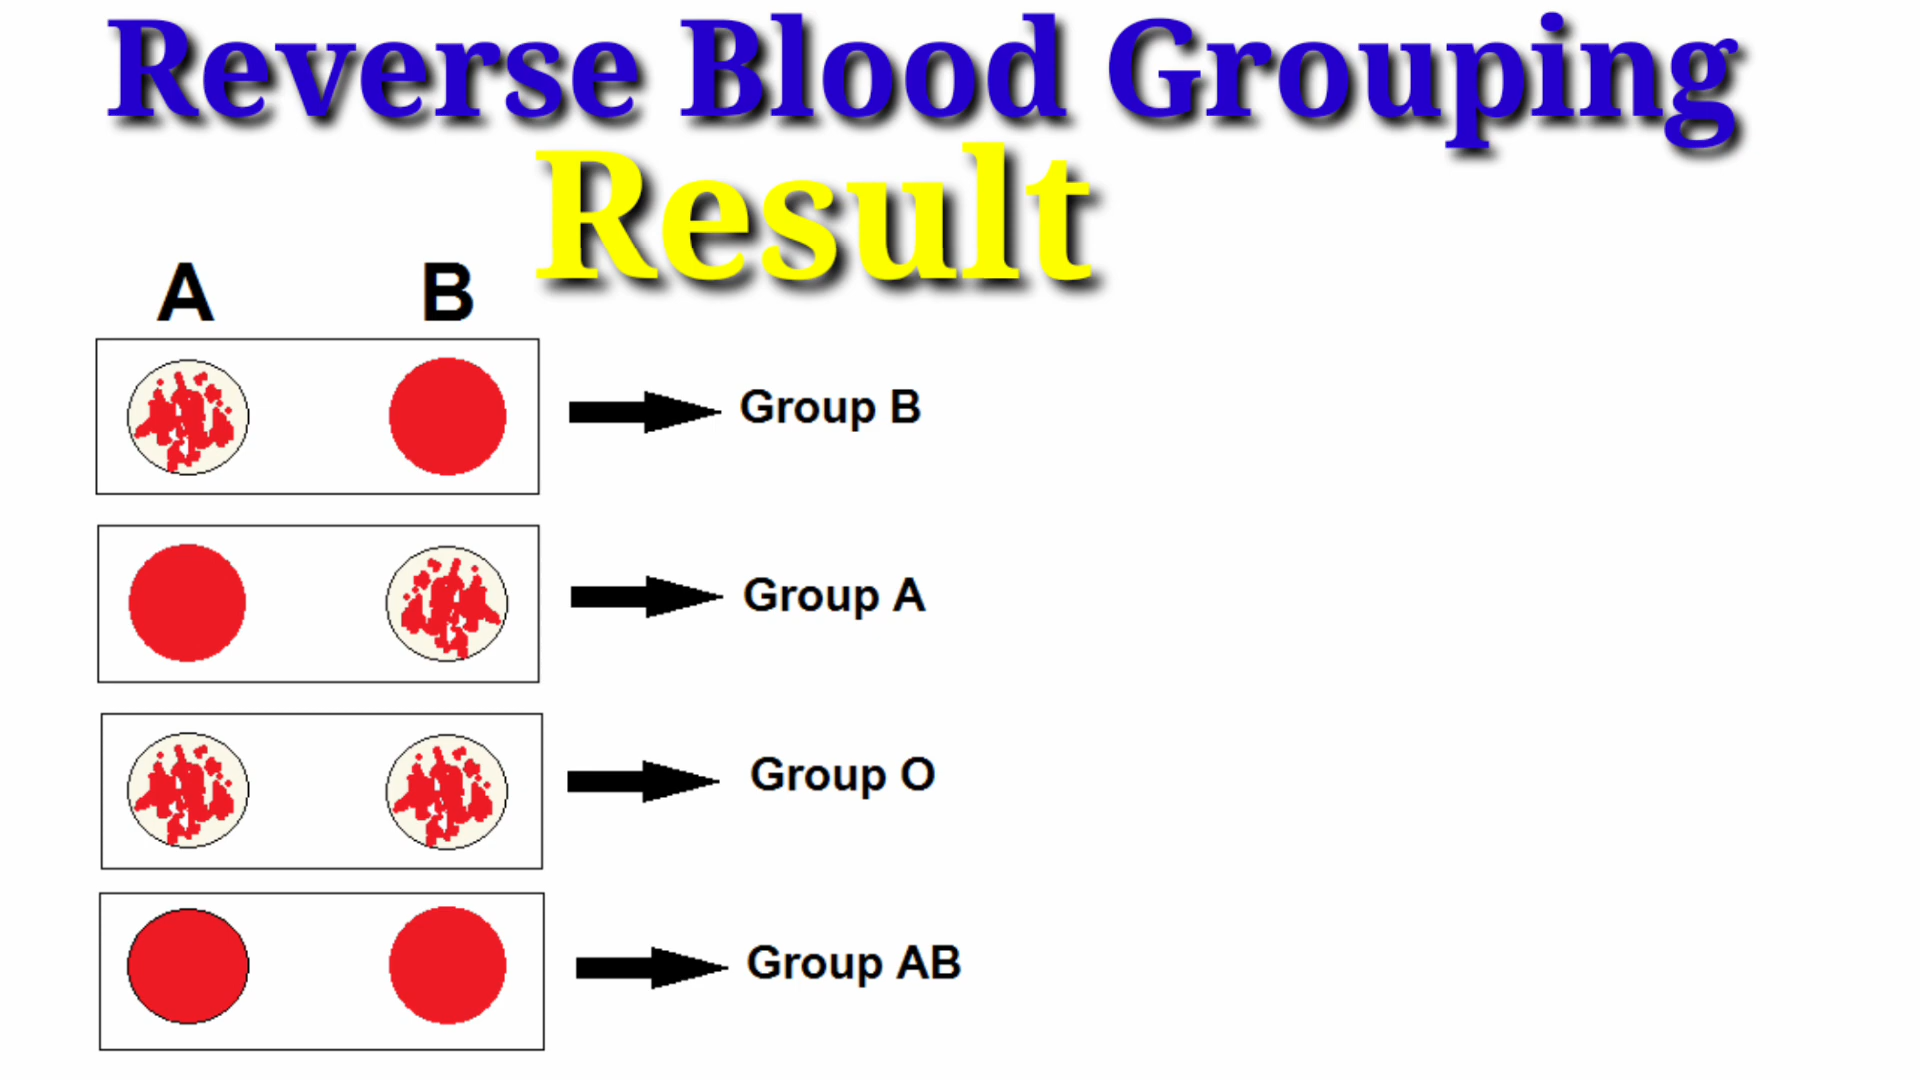 Reverse Blood Grouping
Result
A B
Group B
Group A
Group O
Group AB